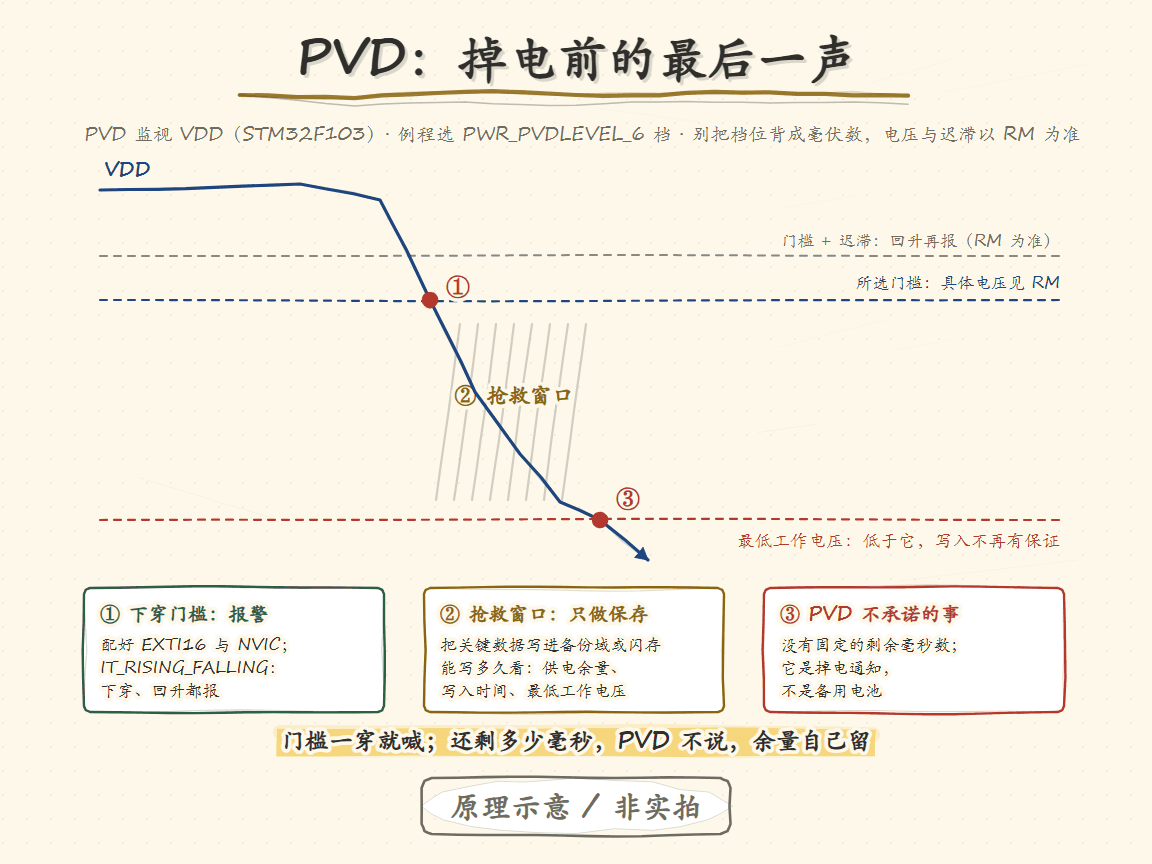 PVD：掉电前的最后一声
PVD 监视 VDD（STM32F103）· 例程选 PWR_PVDLEVEL_6 档 · 别把档位背成毫伏数，电压与迟滞以 RM 为准
VDD
门槛 + 迟滞：回升再报（RM 为准）
所选门槛：具体电压见 RM
①
② 抢救窗口
③
最低工作电压：低于它，写入不再有保证
① 下穿门槛：报警
配好 EXTI16 与 NVIC；
IT_RISING_FALLING：
下穿、回升都报
② 抢救窗口：只做保存
把关键数据写进备份域或闪存
能写多久看：供电余量、
写入时间、最低工作电压
③ PVD 不承诺的事
没有固定的剩余毫秒数；
它是掉电通知，
不是备用电池
门槛一穿就喊；还剩多少毫秒，PVD 不说，余量自己留
原理示意 / 非实拍